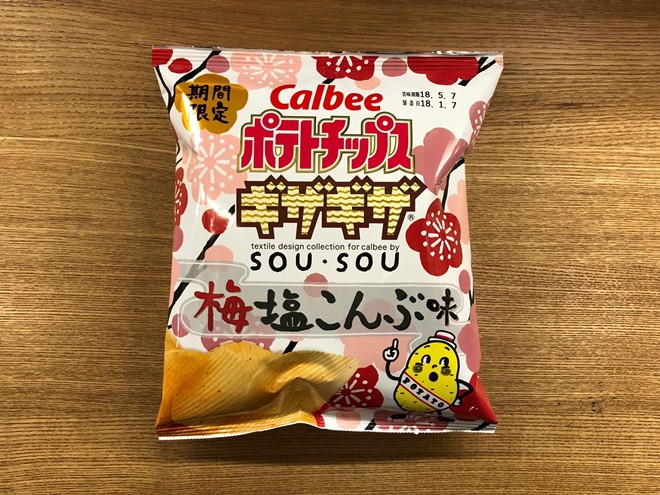 期間
限定
Calbee
賞味期限18.5.7
製造日18.1.7
ポテトチップス
ギザギザ®
textile design collection for calbee by
SOU・SOU
梅塩こんぶ味
POTATO